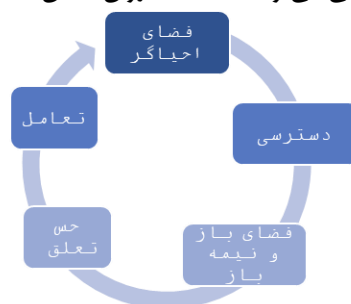 فضای
احیاگر
دسترسی
فضای باز
و نیمه
باز
حس
تعلق
تعامل